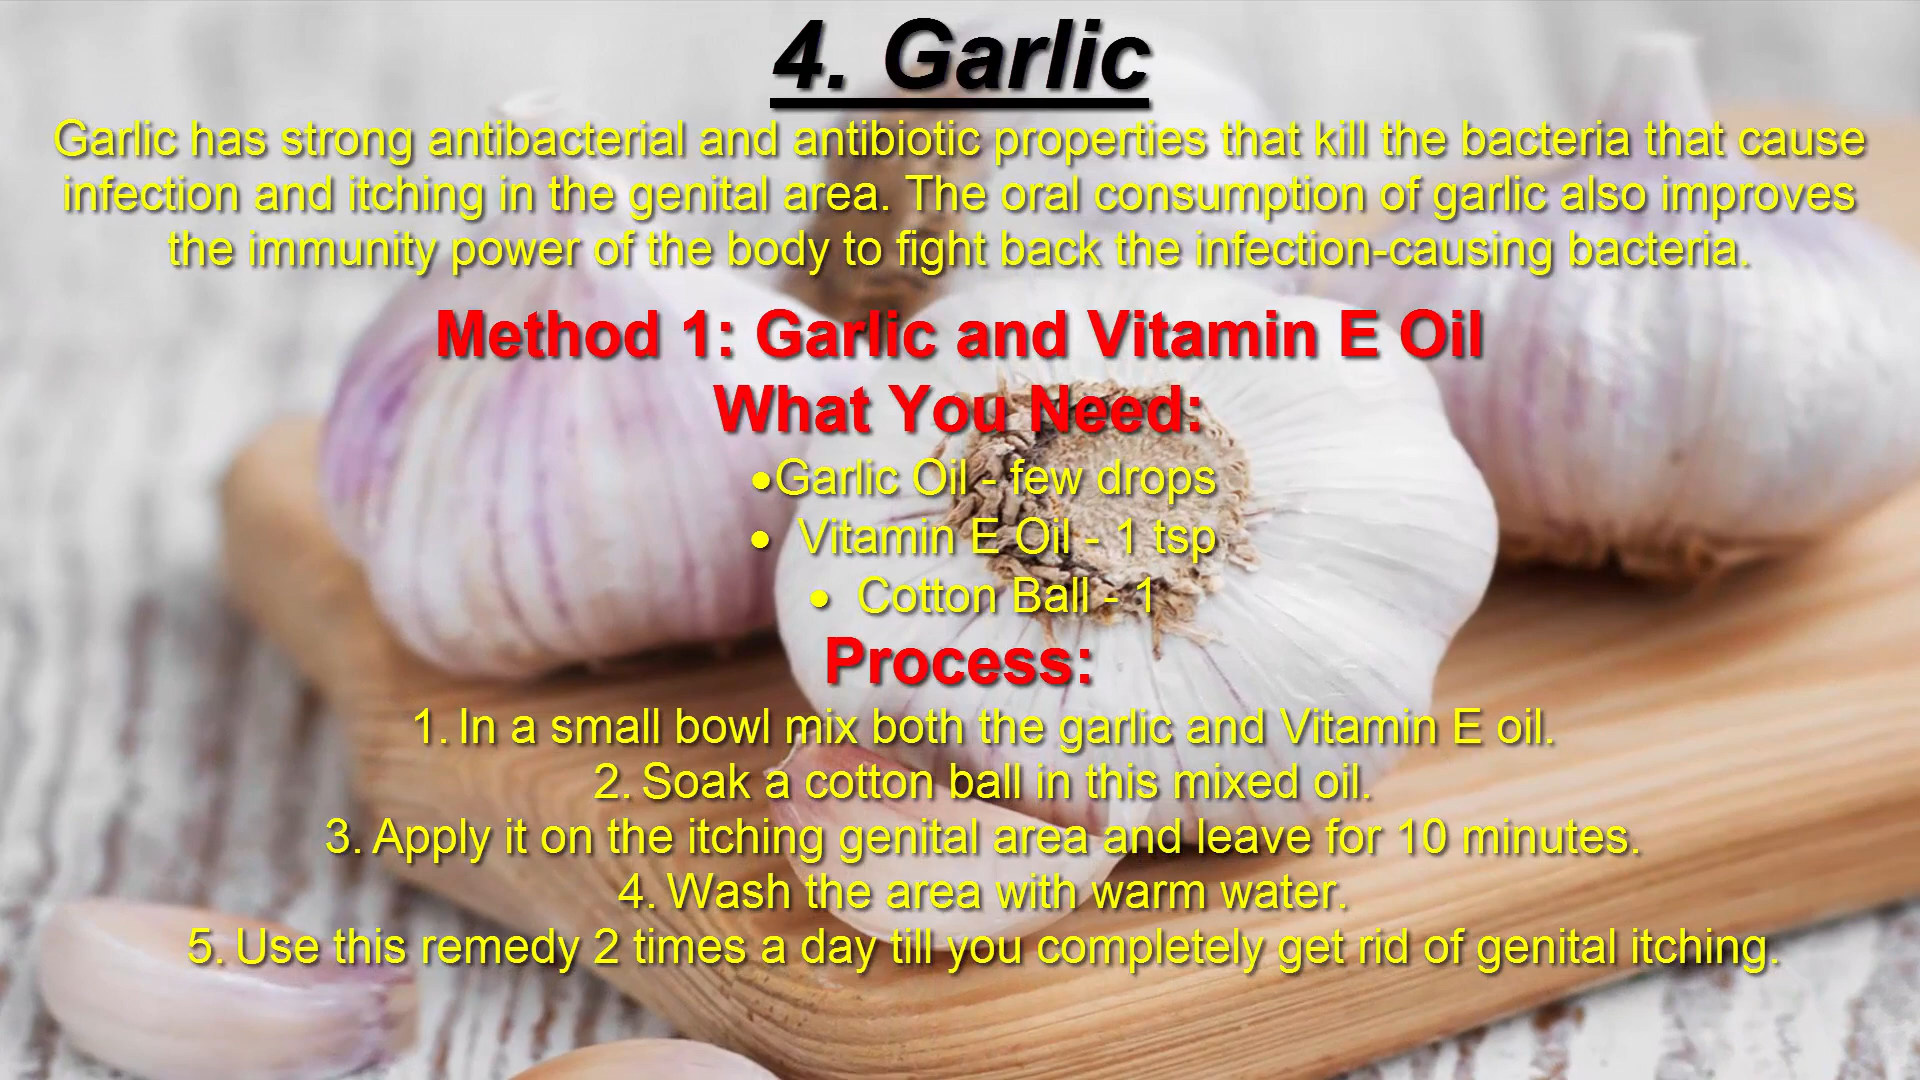 4. Garlic
Garlic has strong antibacterial and antibiotic properties that kill the bacteria that cause
infection and itching in the genital area. The oral consumption of garlic also improves
the immunity power of the body to fight back the infection-causing bacteria.
Method 1: Garlic and Vitamin E Oil
What You Need:
•Garlic Oil - few drops
• Vitamin E Oil - 1 tsp
• Cotton Ball - 1
Process:
1. In a small bowl mix both the garlic and Vitamin E oil.
2. Soak a cotton ball in this mixed oil.
3. Apply it on the itching genital area and leave for 10 minutes.
4. Wash the area with warm water.
5. Use this remedy 2 times a day till you completely get rid of genital itching.